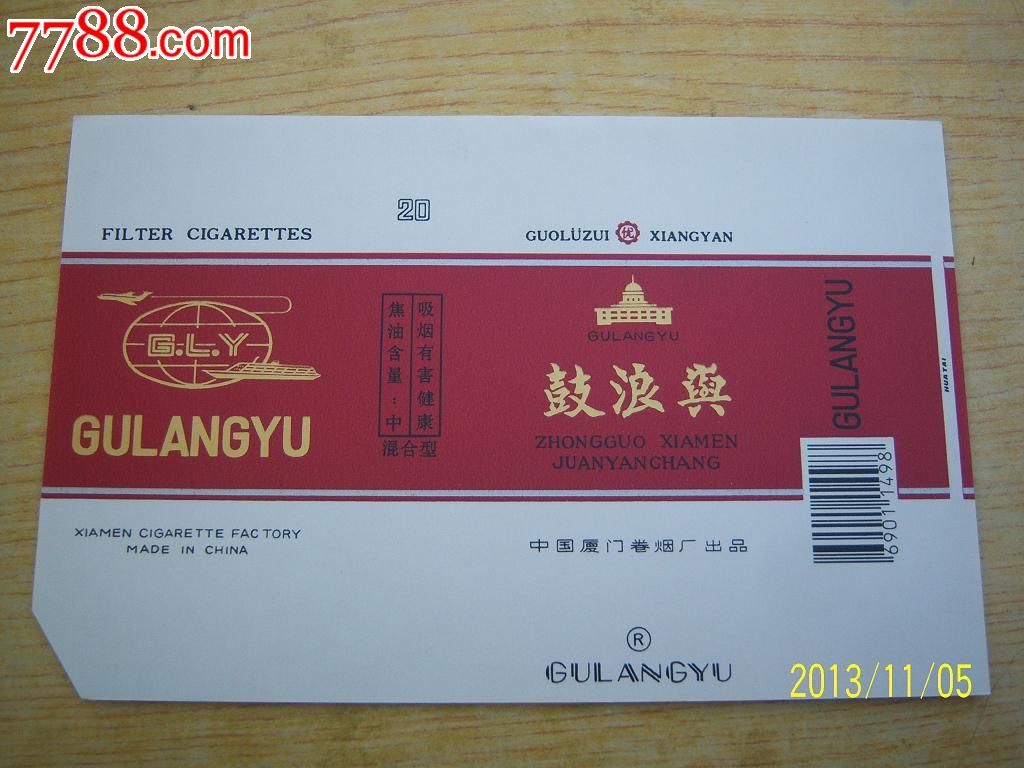 7788.com
20
FILTER CIGARETTES
GUOLÜZUI 优 XIANGYAN
G.L.Y
GULANGYU
吸烟有害健康
焦油含量：中
混合型
GULANGYU
鼓浪屿
ZHONGGUO XIAMEN
JUANYANCHANG
GULANGYU
HUATAI
6901 1498
XIAMEN CIGARETTE FACTORY
MADE IN CHINA
中国厦门卷烟厂出品
®
GULANGYU
2013/11/05